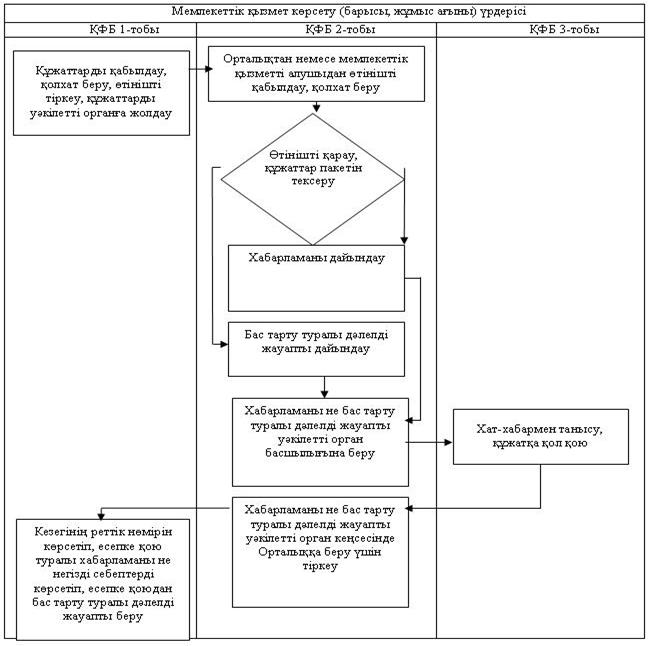 Мемлекеттік қызмет көрсету (барысы, жұмыс ағыны) үрдерісі
ҚФБ 1-тобы
ҚФБ 2-тобы
ҚФБ 3-тобы
Құжаттарды қабылдау,
қолхат беру, өтінішті
тіркеу, құжаттарды
уәкілетті органға жолдау
Орталықтан немесе мемлекеттік
қызметті алушыдан өтінішті
қабылдау, қолхат беру
Өтінішті қарау,
құжаттар пакетін
тексеру
Хабарламаны дайындау
Бас тарту туралы дәлелді
жауапты дайындау
Хабарламаны не бас тарту
туралы дәлелді жауапты
уәкілетті орган
басшылығына беру
Хат-хабармен танысу,
құжатқа қол қою
Хабарламаны не бас тарту
туралы дәлелді жауапты
уәкілетті орган кеңсесінде
Орталыққа беру үшін
тіркеу
Кезегінің реттік нөмірін
көрсетіп, есепке қою
туралы хабарламаны не
негізді себептерді
көрсетіп, есепке қоюдан
бас тарту туралы дәлелді
жауапты беру